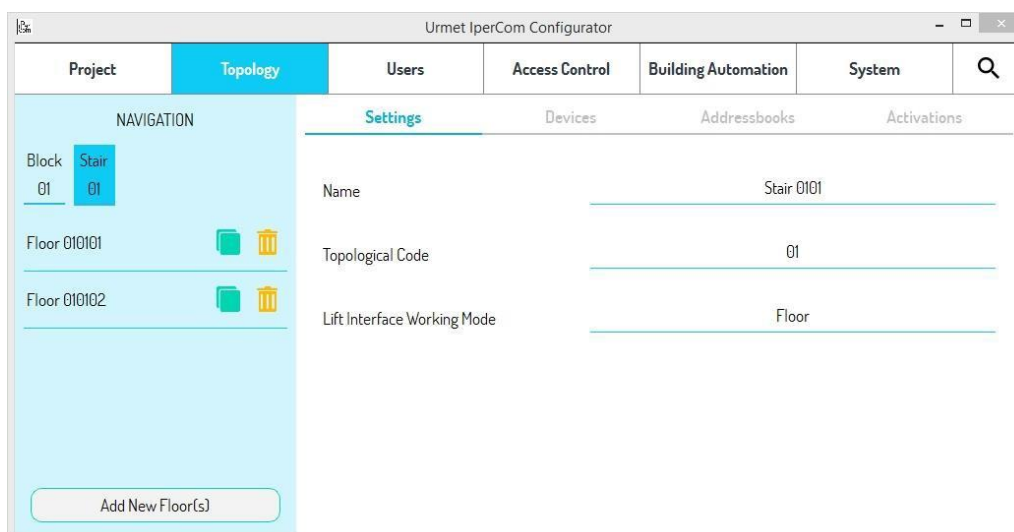 Urmet IperCom Configurator
Project Topology Users Access Control Building Automation System
NAVIGATION
Settings Devices Addressbooks Activations
Block Stair
01 01
Name Stair 0101
Floor 010101
Topological Code 01
Floor 010102
Lift Interface Working Mode Floor
Add New Floor(s)